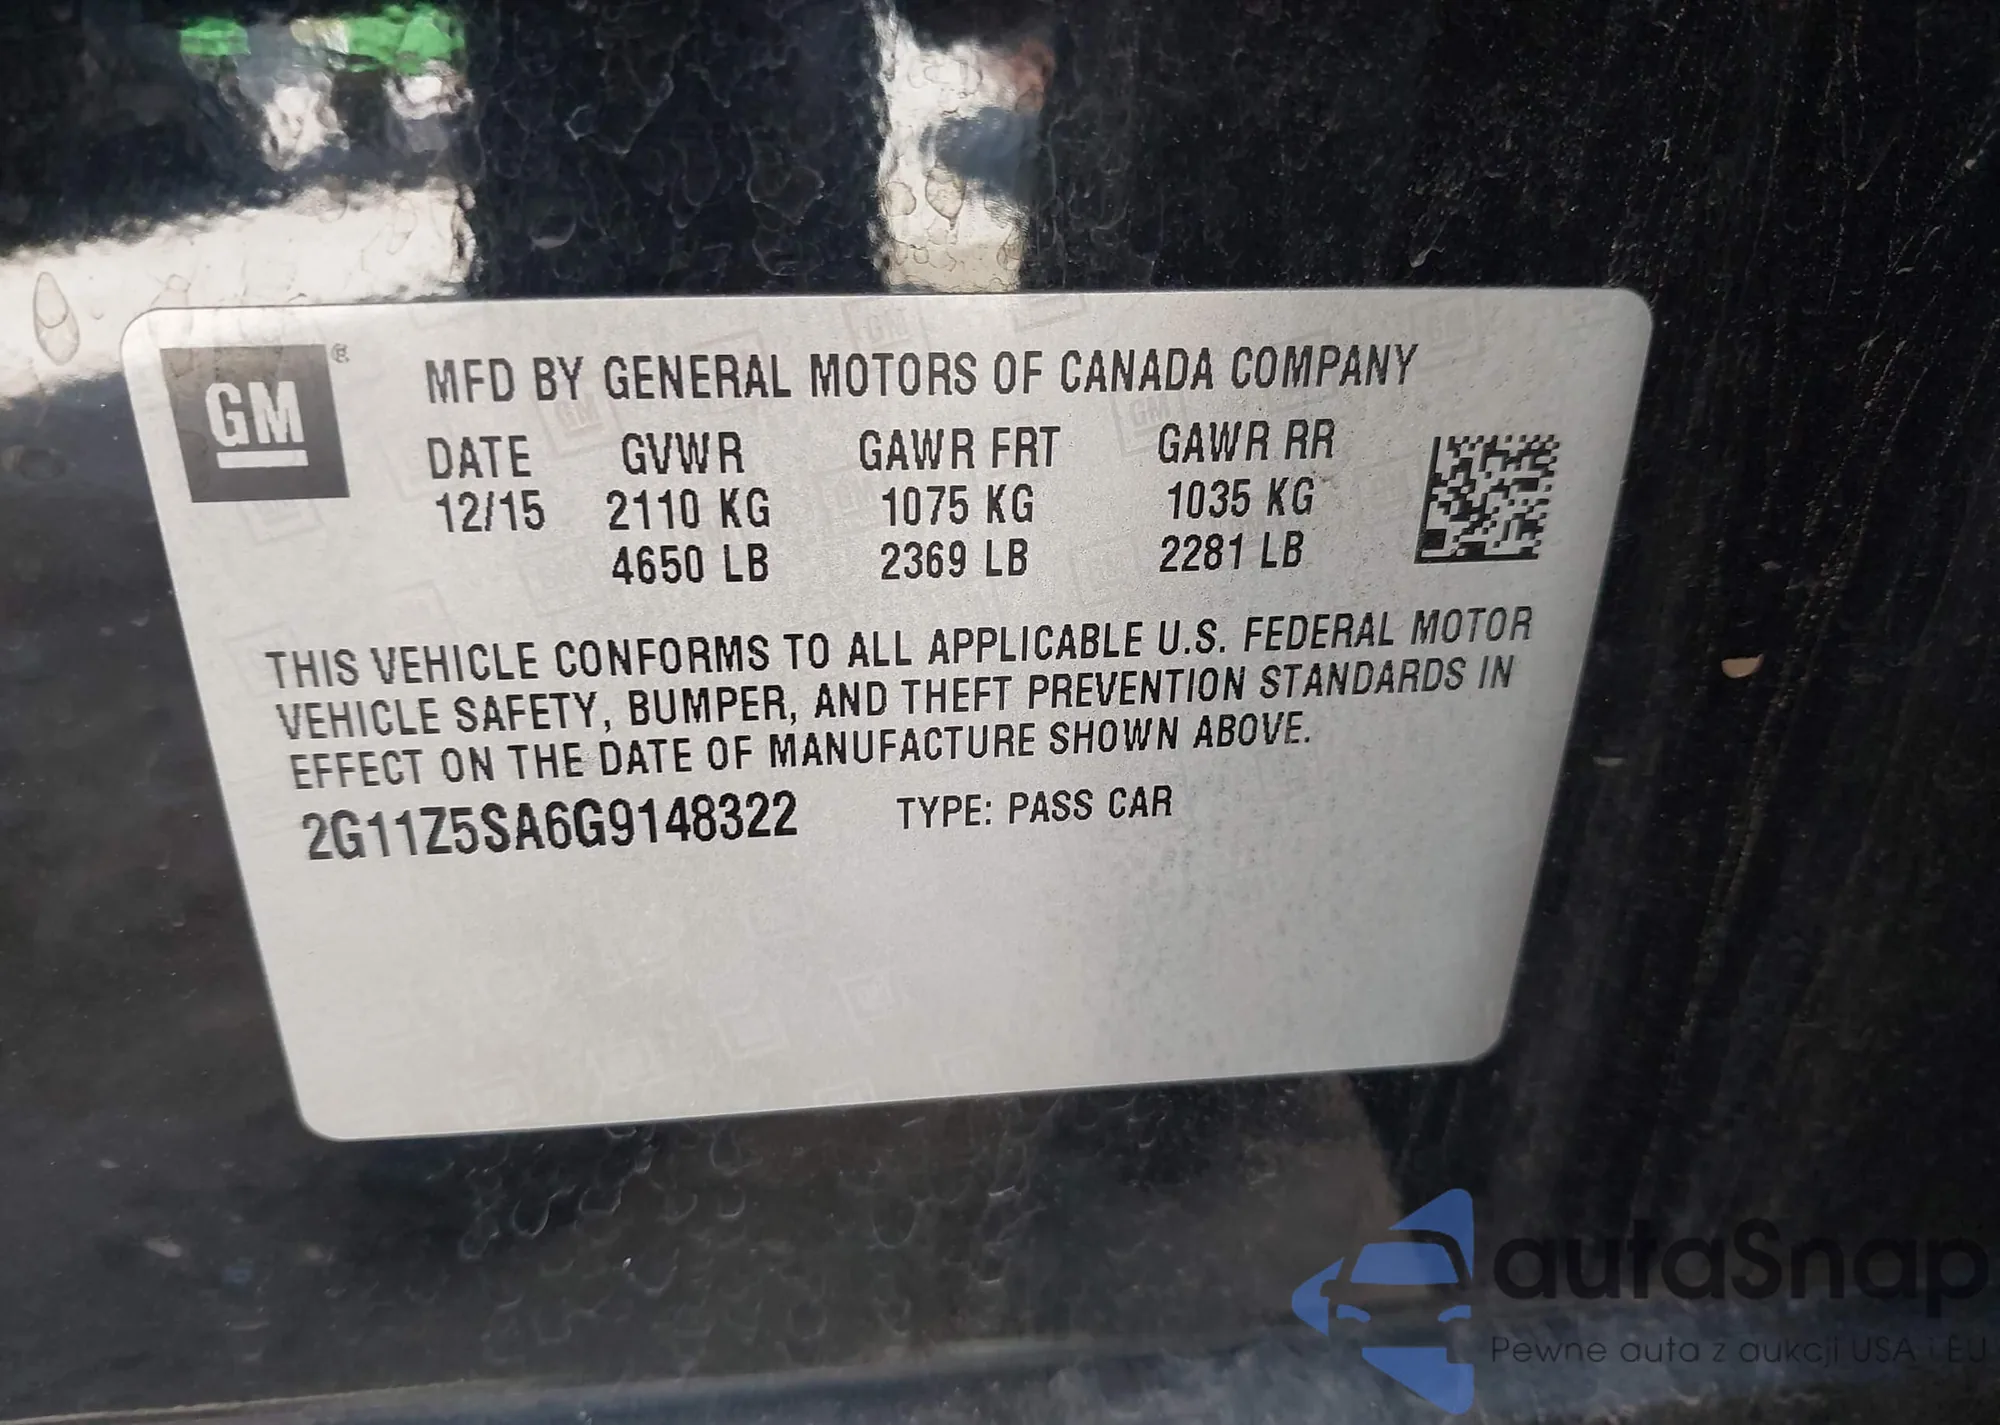 GM ®
MFD BY GENERAL MOTORS OF CANADA COMPANY
DATE GVWR GAWR FRT GAWR RR
12/15 2110 KG 1075 KG 1035 KG
4650 LB 2369 LB 2281 LB
THIS VEHICLE CONFORMS TO ALL APPLICABLE U.S. FEDERAL MOTOR
VEHICLE SAFETY, BUMPER, AND THEFT PREVENTION STANDARDS IN
EFFECT ON THE DATE OF MANUFACTURE SHOWN ABOVE.
2G11Z5SA6G9148322 TYPE: PASS CAR
autaSnap
Pewne auta z aukcji USA i EU